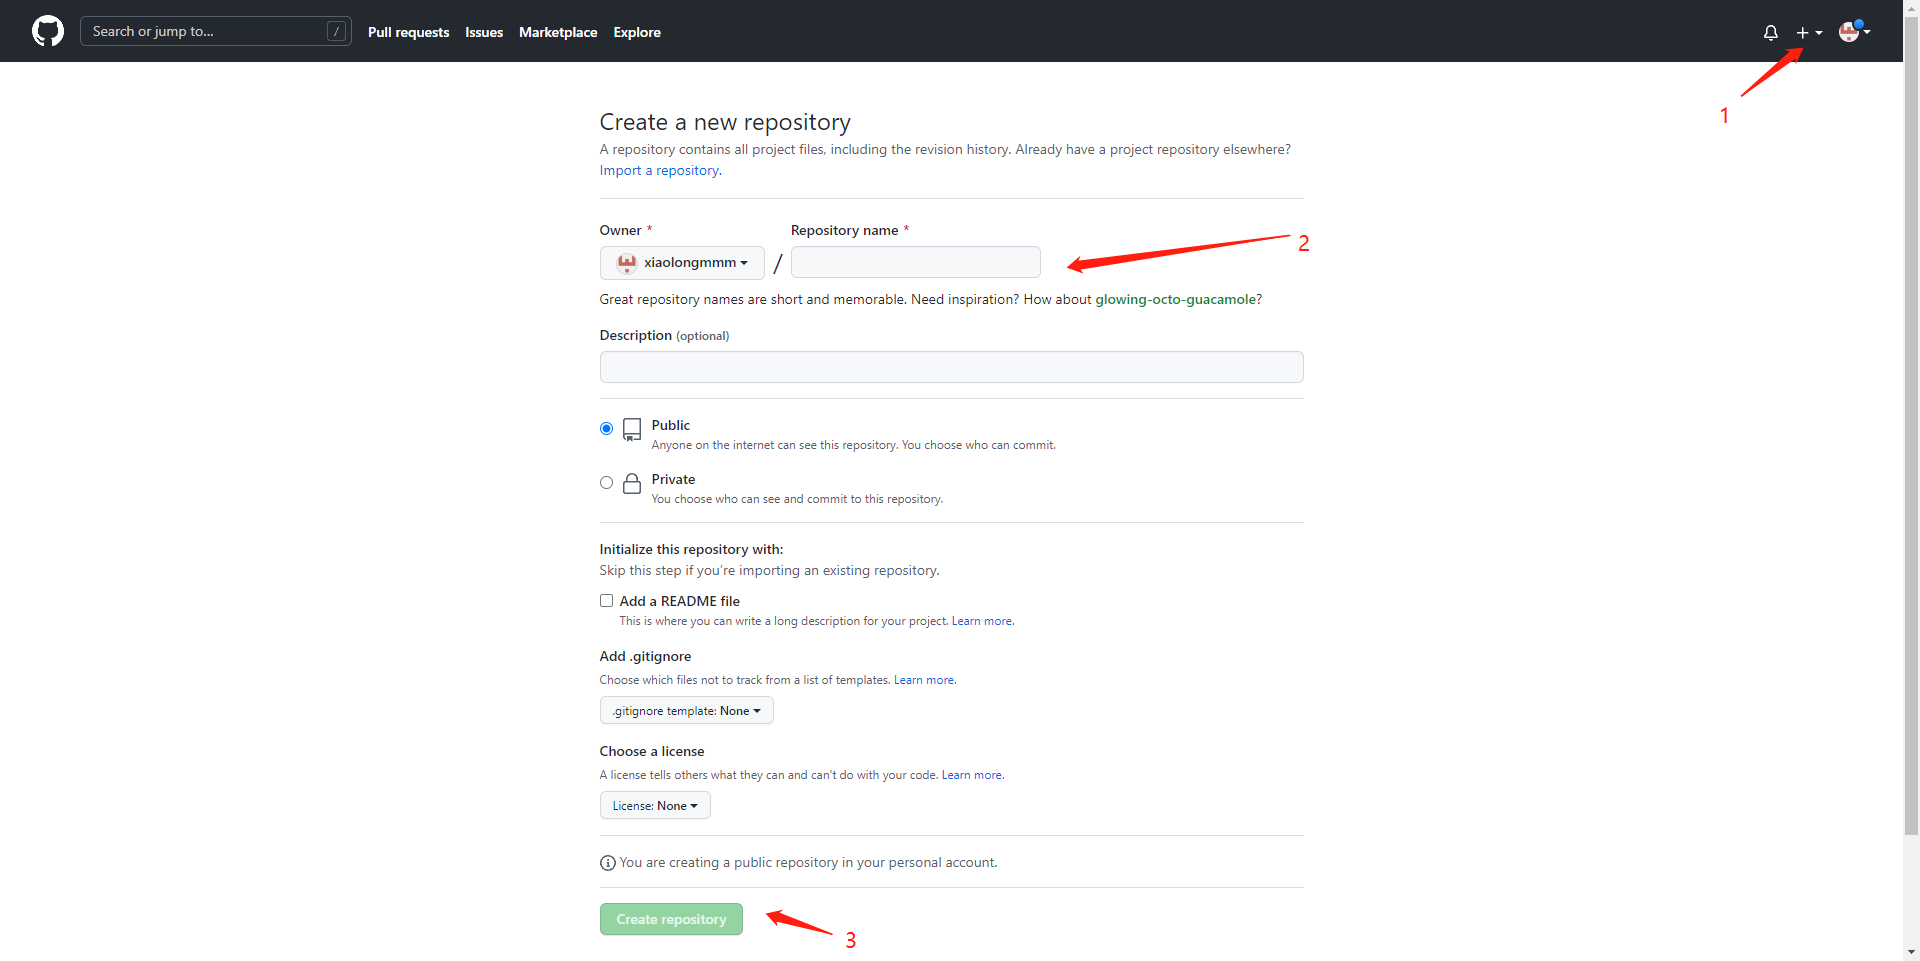 Search or jump to... / Pull requests Issues Marketplace Explore
1
Create a new repository
A repository contains all project files, including the revision history. Already have a project repository elsewhere?
Import a repository.
Owner * Repository name *
2
xiaolongmmm /
Great repository names are short and memorable. Need inspiration? How about glowing-octo-guacamole?
Description (optional)
Public
Anyone on the internet can see this repository. You choose who can commit.
Private
You choose who can see and commit to this repository.
Initialize this repository with:
Skip this step if you're importing an existing repository.
Add a README file
This is where you can write a long description for your project. Learn more.
Add .gitignore
Choose which files not to track from a list of templates. Learn more.
.gitignore template: None
Choose a license
A license tells others what they can and can't do with your code. Learn more.
License: None
You are creating a public repository in your personal account.
Create repository
3